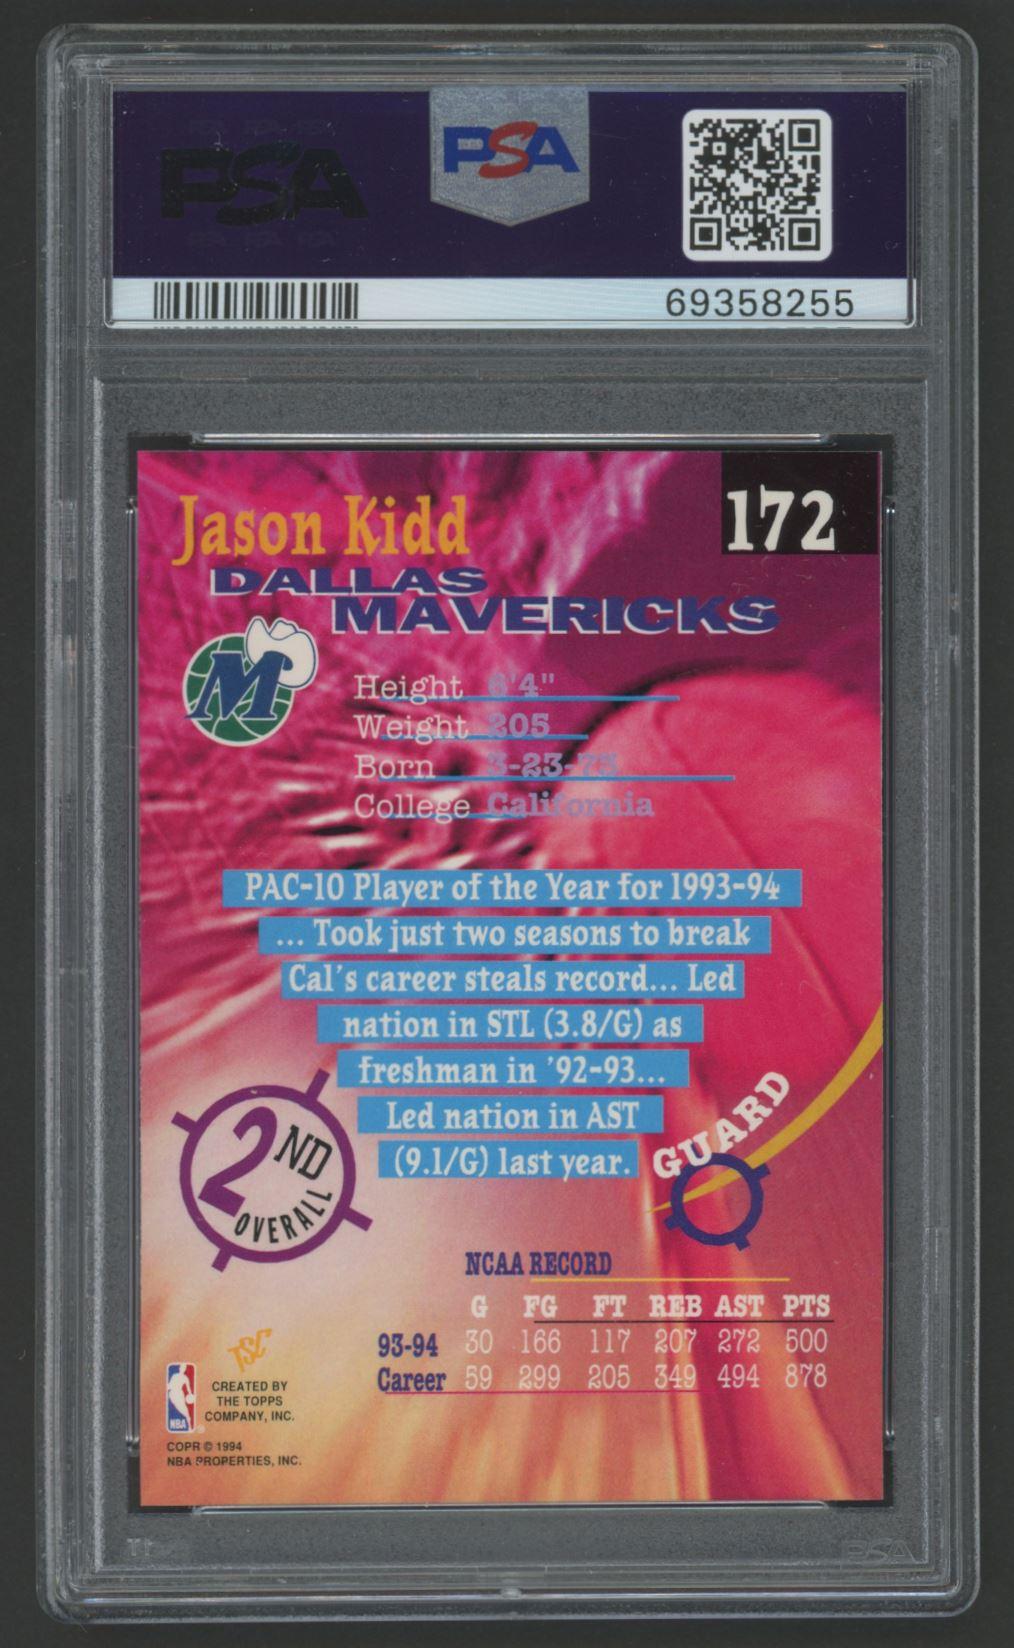 PSA
PSA
69358255
Jason Kidd
172
DALLAS
MAVERICKS
M
Height 6'4"
Weight 205
Born 3-23-73
College California
PAC-10 Player of the Year for 1993-94
... Took just two seasons to break
Cal's career steals record... Led
nation in STL (3.8/G) as
freshman in '92-93...
Led nation in AST
(9.1/G) last year.
GUARD
2ND
OVERALL
NCAA RECORD
G FG FT REB AST PTS
93-94 30 166 117 207 272 500
Career 59 299 205 349 494 878
TSC
CREATED BY
THE TOPPS
COMPANY, INC.
NBA
COPR © 1994
NBA PROPERTIES, INC.
PSA